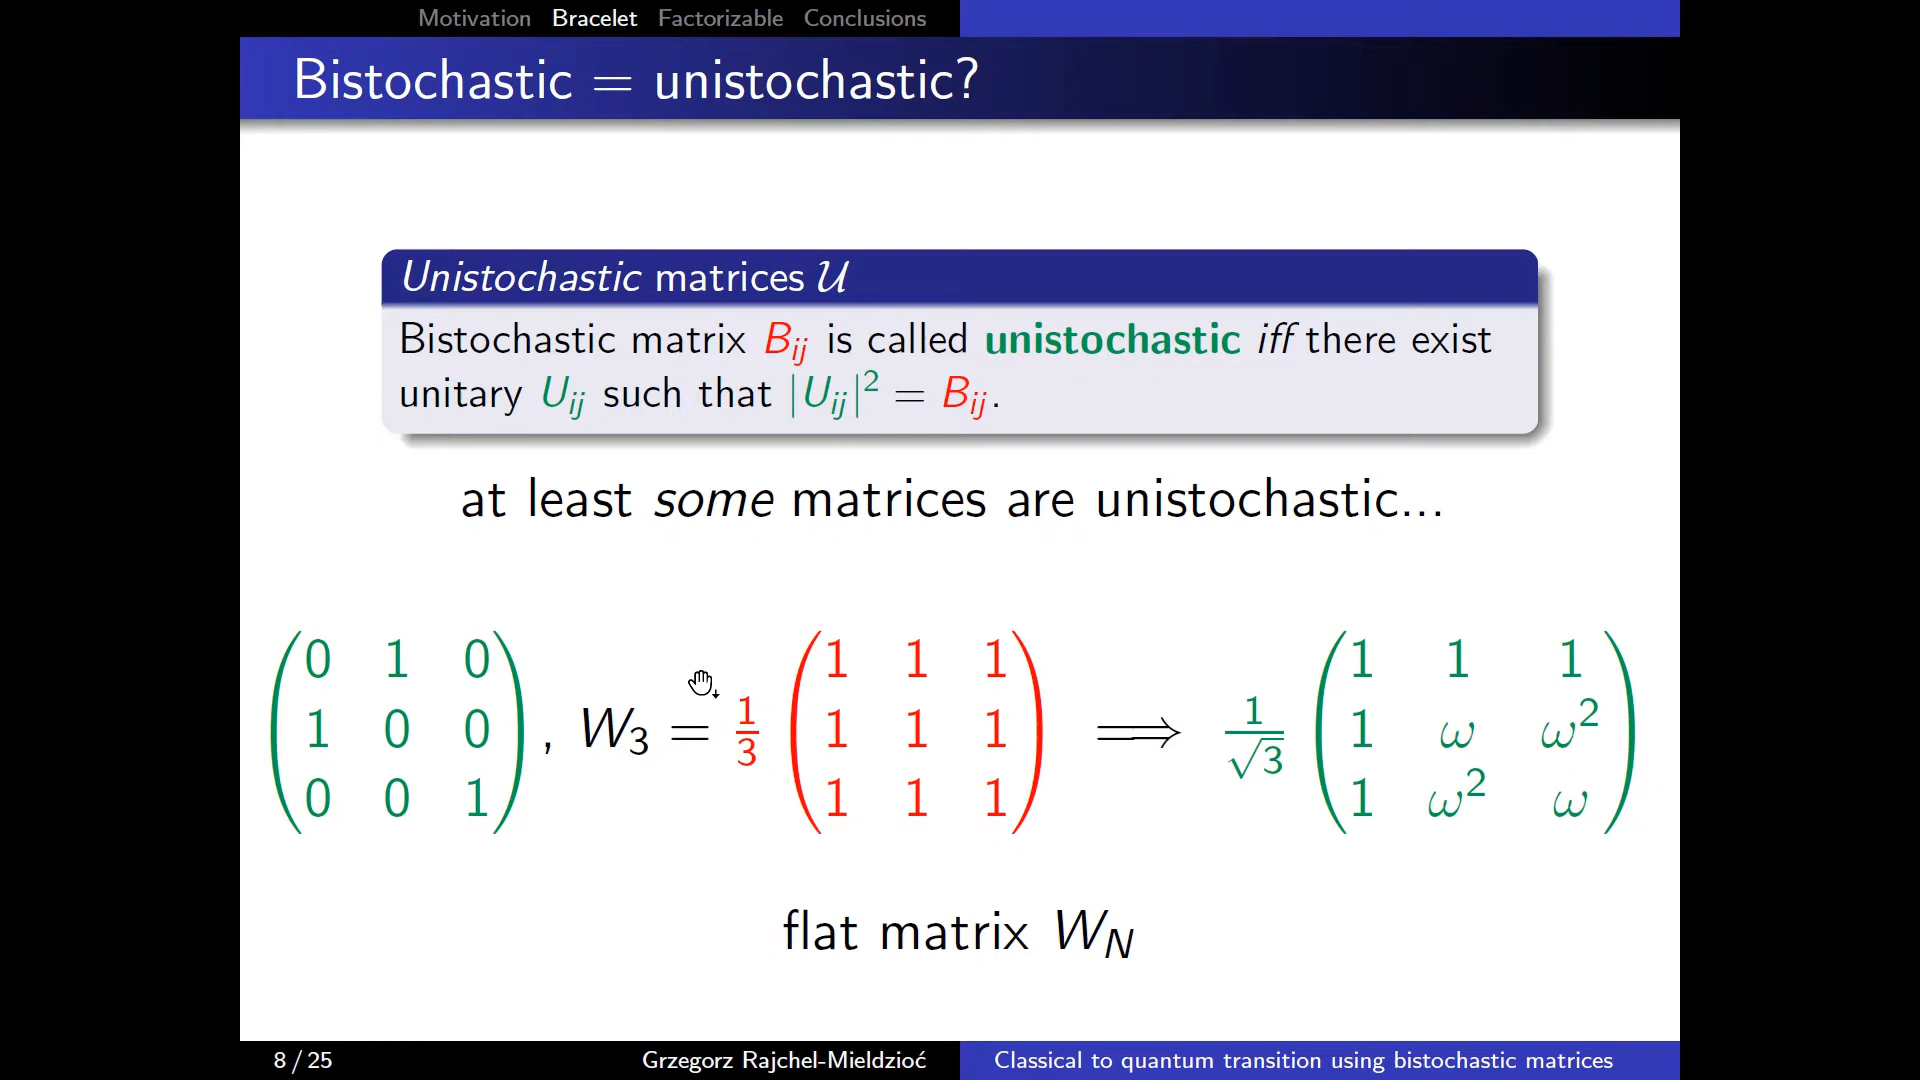 Motivation Bracelet Factorizable Conclusions
Bistochastic = unistochastic?
Unistochastic matrices 𝒰
Bistochastic matrix B_ij is called unistochastic iff there exist
unitary U_ij such that |U_ij|² = B_ij.
at least some matrices are unistochastic...
(0 1 0; 1 0 0; 0 0 1), W₃ = 1/3 (1 1 1; 1 1 1; 1 1 1) ⟹ 1/√3 (1 1 1; 1 ω ω²; 1 ω² ω)
flat matrix W_N
8 / 25 Grzegorz Rajchel-Mieldzioć Classical to quantum transition using bistochastic matrices